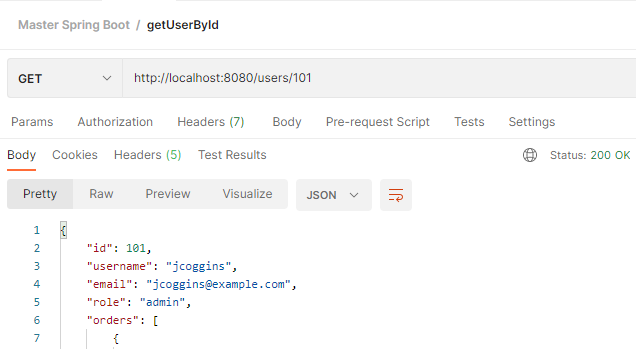 Master Spring Boot / getUserById
GET http://localhost:8080/users/101
Params Authorization Headers (7) Body Pre-request Script Tests Settings
Body Cookies Headers (5) Test Results Status: 200 OK
Pretty Raw Preview Visualize JSON
1 {
2 "id": 101,
3 "username": "jcoggins",
4 "email": "jcoggins@example.com",
5 "role": "admin",
6 "orders": [
7 {